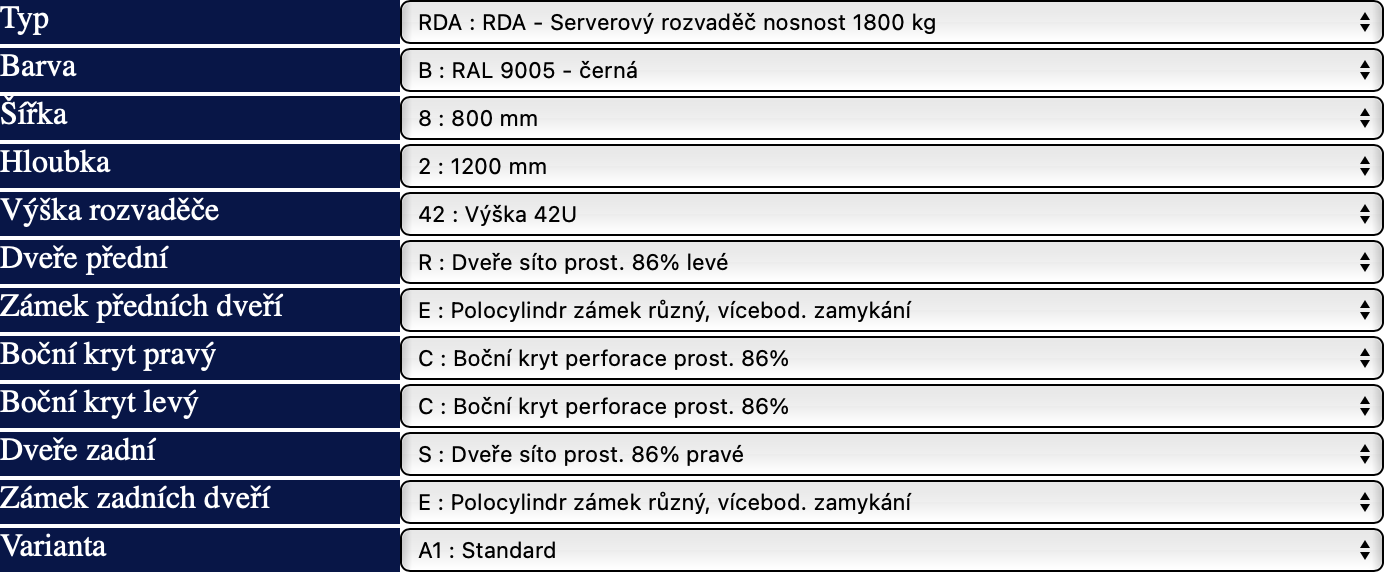 Typ RDA : RDA - Serverový rozvaděč nosnost 1800 kg
Barva B : RAL 9005 - černá
Šířka 8 : 800 mm
Hloubka 2 : 1200 mm
Výška rozvaděče 42 : Výška 42U
Dveře přední R : Dveře síto prost. 86% levé
Zámek předních dveří E : Polocylindr zámek různý, vícebod. zamykání
Boční kryt pravý C : Boční kryt perforace prost. 86%
Boční kryt levý C : Boční kryt perforace prost. 86%
Dveře zadní S : Dveře síto prost. 86% pravé
Zámek zadních dveří E : Polocylindr zámek různý, vícebod. zamykání
Varianta A1 : Standard